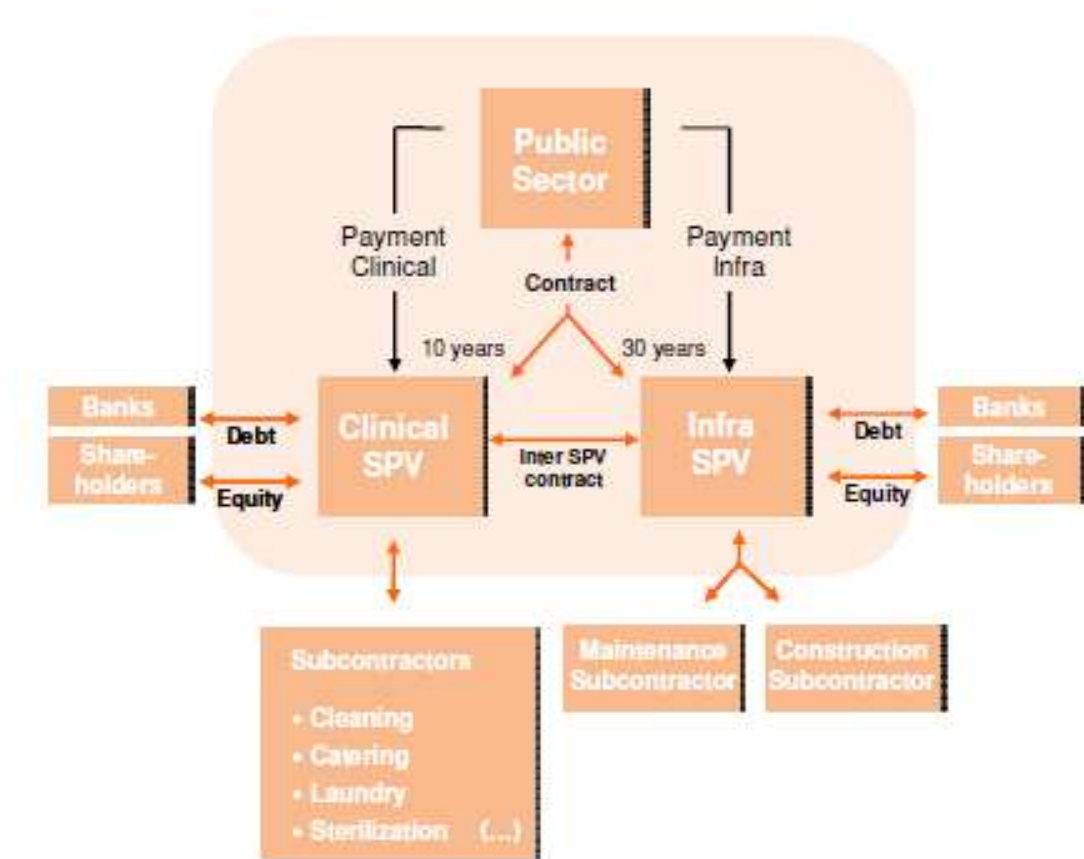 Public
Sector
Payment
Clinical
Payment
Infra
Contract
10 years
30 years
Banks
Debt
Share-
holders
Equity
Clinical
SPV
Inter SPV
contract
Infra
SPV
Debt
Banks
Equity
Share-
holders
Subcontractors
• Cleaning
• Catering
• Laundry
• Sterilization (...)
Maintenance
Subcontractor
Construction
Subcontractor